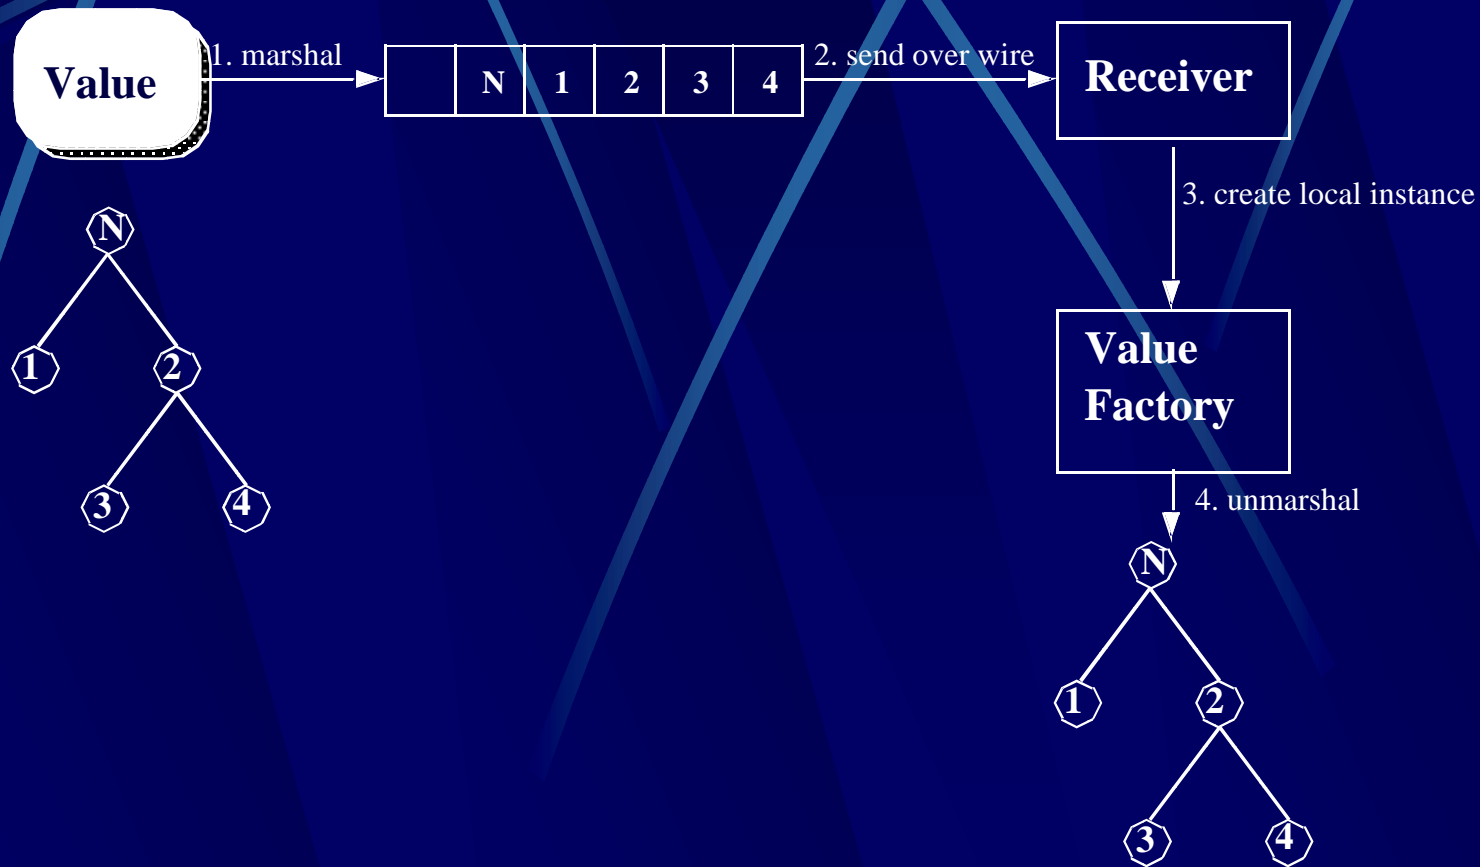 Value
1. marshal
N 1 2 3 4
2. send over wire
Receiver
3. create local instance
Value
Factory
4. unmarshal
N
1 2
3 4
N
1 2
3 4